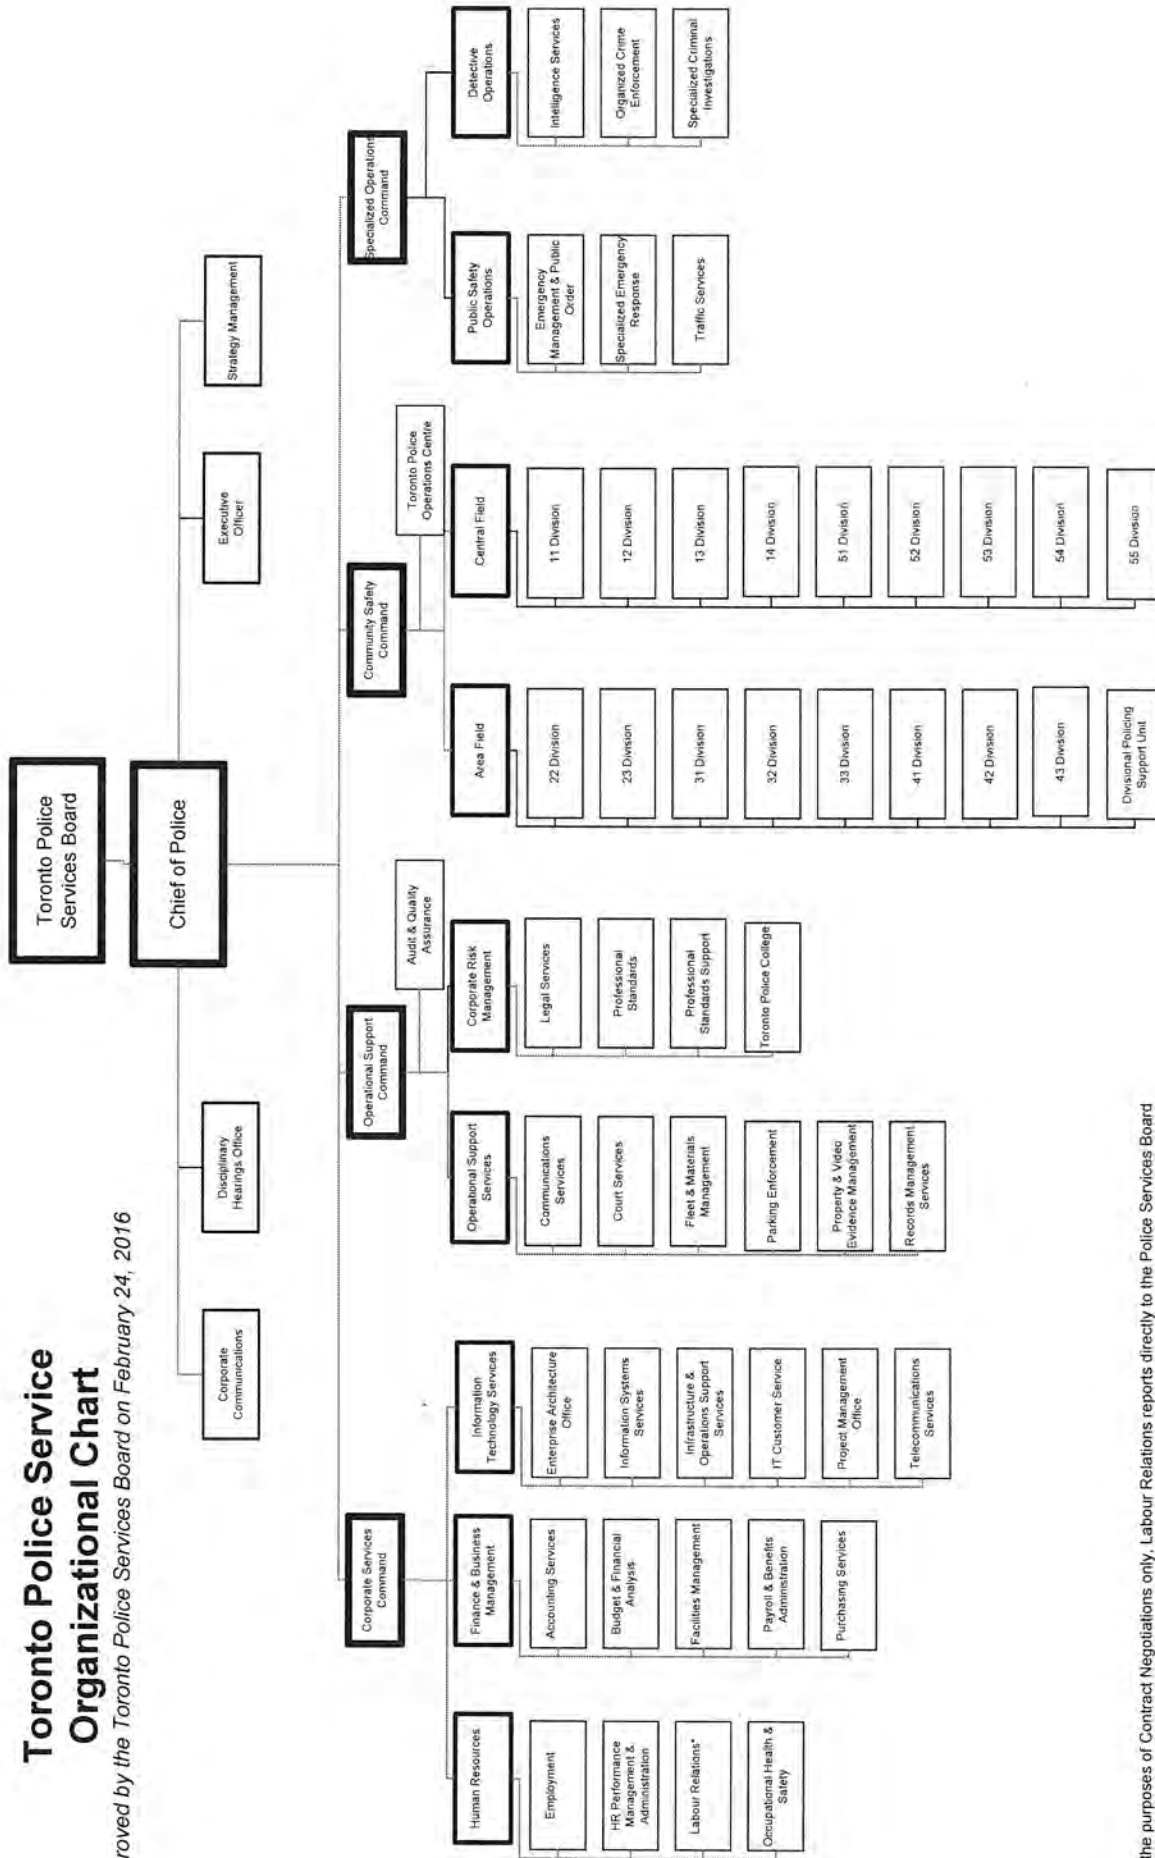 Toronto Police Service
Organizational Chart
roved by the Toronto Police Services Board on February 24, 2016
Toronto Police
Services Board
Chief of Police
Corporate
Communications
Disciplinary
Hearings Office
Executive
Officer
Strategy Management
Corporate Services
Command
Operational Support
Command
Community Safety
Command
Specialized Operations
Command
Audit & Quality
Assurance
Toronto Police
Operations Centre
Human Resources
Employment
HR Performance
Management &
Administration
Labour Relations*
Occupational Health &
Safety
Finance & Business
Management
Accounting Services
Budget & Financial
Analysis
Facilities Management
Payroll & Benefits
Administration
Purchasing Services
Information
Technology Services
Enterprise Architecture
Office
Information Systems
Services
Infrastructure &
Operations Support
Services
IT Customer Service
Project Management
Office
Telecommunications
Services
Operational Support
Services
Communications
Services
Court Services
Fleet & Materials
Management
Parking Enforcement
Property & Video
Evidence Management
Records Management
Services
Corporate Risk
Management
Legal Services
Professional
Standards
Professional
Standards Support
Toronto Police College
Area Field
22 Division
23 Division
31 Division
32 Division
33 Division
41 Division
42 Division
43 Division
Divisional Policing
Support Unit
Central Field
11 Division
12 Division
13 Division
14 Division
51 Division
52 Division
53 Division
54 Division
55 Division
Public Safety
Operations
Emergency
Management & Public
Order
Specialized Emergency
Response
Traffic Services
Detective
Operations
Intelligence Services
Organized Crime
Enforcement
Specialized Criminal
Investigations
the purposes of Contract Negotiations only, Labour Relations reports directly to the Police Services Board